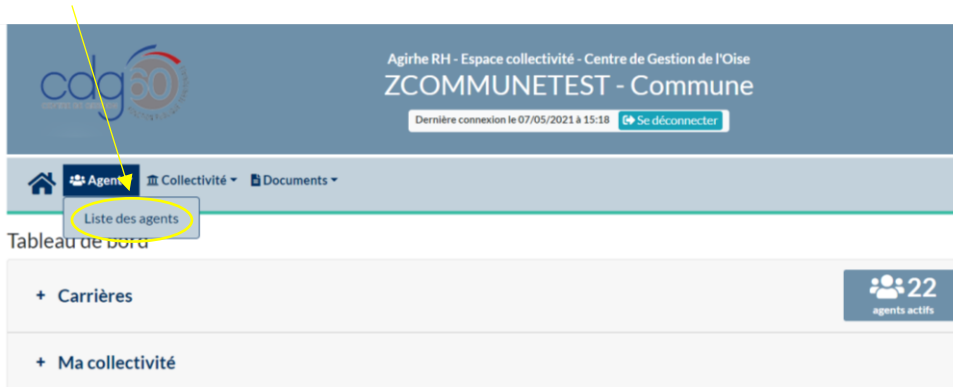 cdg60
Agirhe RH - Espace collectivité - Centre de Gestion de l'Oise
ZCOMMUNETEST - Commune
Dernière connexion le 07/05/2021 à 15:18 Se déconnecter
Agents Collectivité Documents
Liste des agents
Tableau de bord
+ Carrières
22
agents actifs
+ Ma collectivité